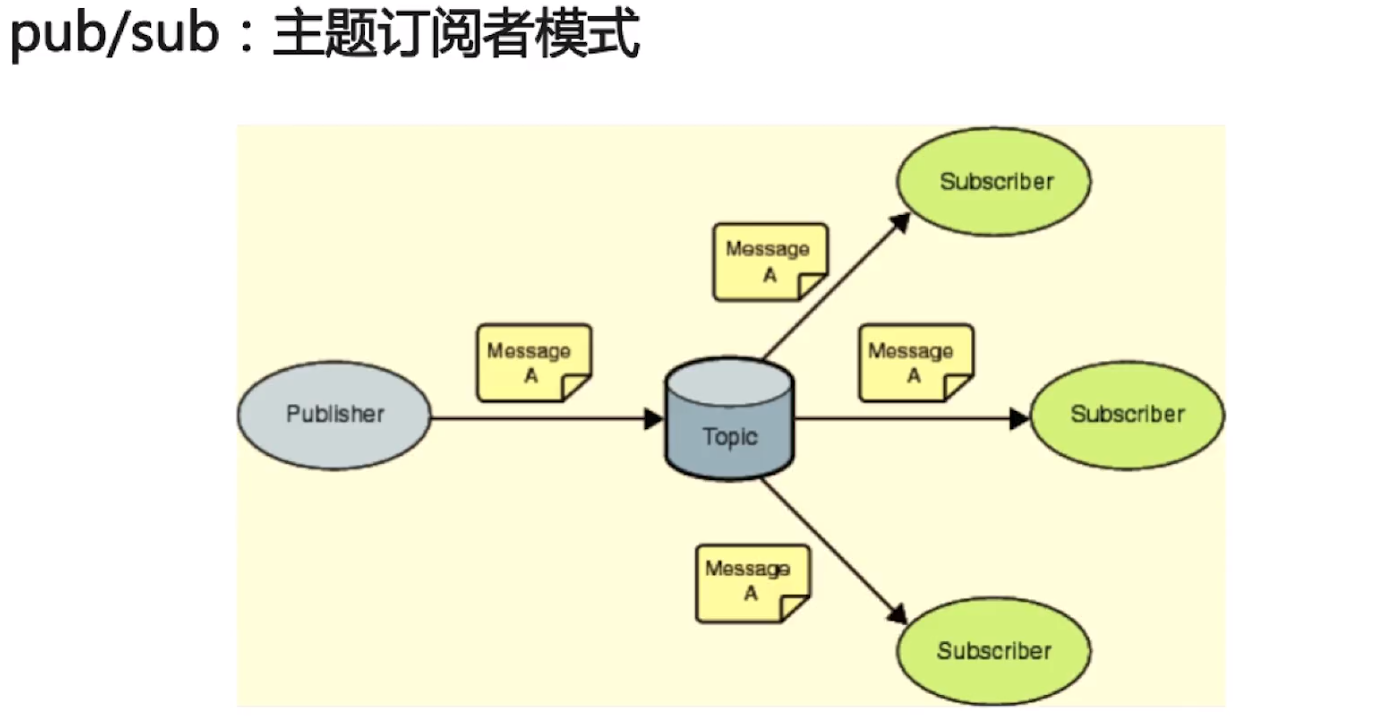 pub/sub：主题订阅者模式
Subscriber
Message
A
Message
A
Message
A
Publisher
Topic
Subscriber
Message
A
Subscriber